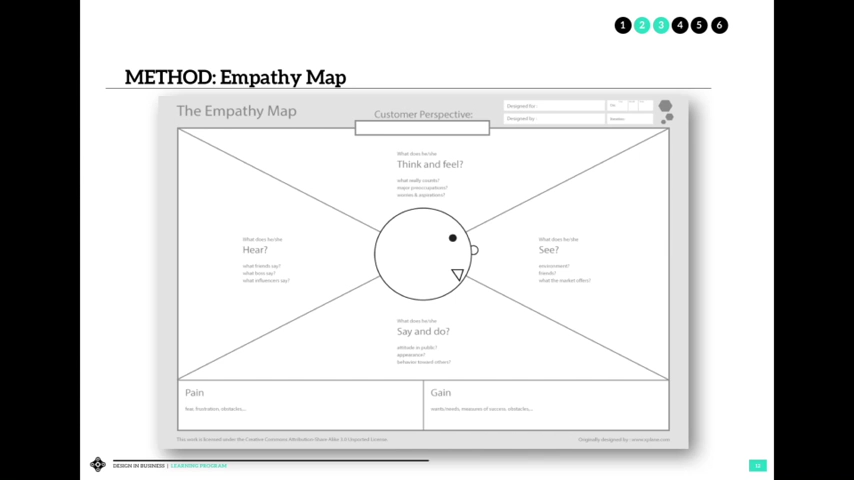 1 2 3 4 5 6
METHOD: Empathy Map
The Empathy Map
Customer Perspective:
Designed for:
Designed by:
What does he/she
Think and feel?
what really counts?
major preoccupations?
worries & aspirations?
What does he/she
Hear?
what friends say?
what boss say?
what influencers say?
What does he/she
See?
environment?
friends?
what the market offers?
What does he/she
Say and do?
attitude in public?
appearance?
behavior toward others?
Pain
fear, frustration, obstacles...
Gain
wants/needs, measures of success, obstacles...
This work is licensed under the Creative Commons Attribution-Share Alike 3.0 Unported License.
Originally designed by: www.xplane.com
DESIGN IN BUSINESS | LEARNING PROGRAM